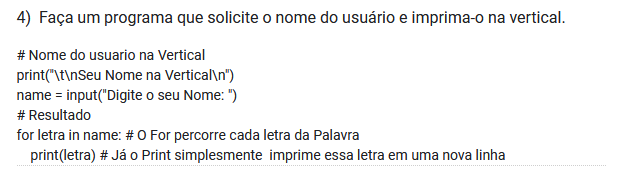 4) Faça um programa que solicite o nome do usuário e imprima-o na vertical.
# Nome do usuario na Vertical
print("\t\nSeu Nome na Vertical\n")
name = input("Digite o seu Nome: ")
# Resultado
for letra in name: # O For percorre cada letra da Palavra
    print(letra) # Já o Print simplesmente  imprime essa letra em uma nova linha